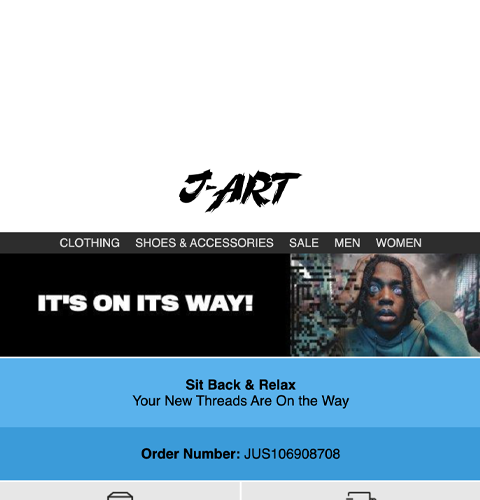 J-ART
CLOTHING SHOES & ACCESSORIES SALE MEN WOMEN
IT'S ON ITS WAY!
Sit Back & Relax
Your New Threads Are On the Way
Order Number: JUS106908708